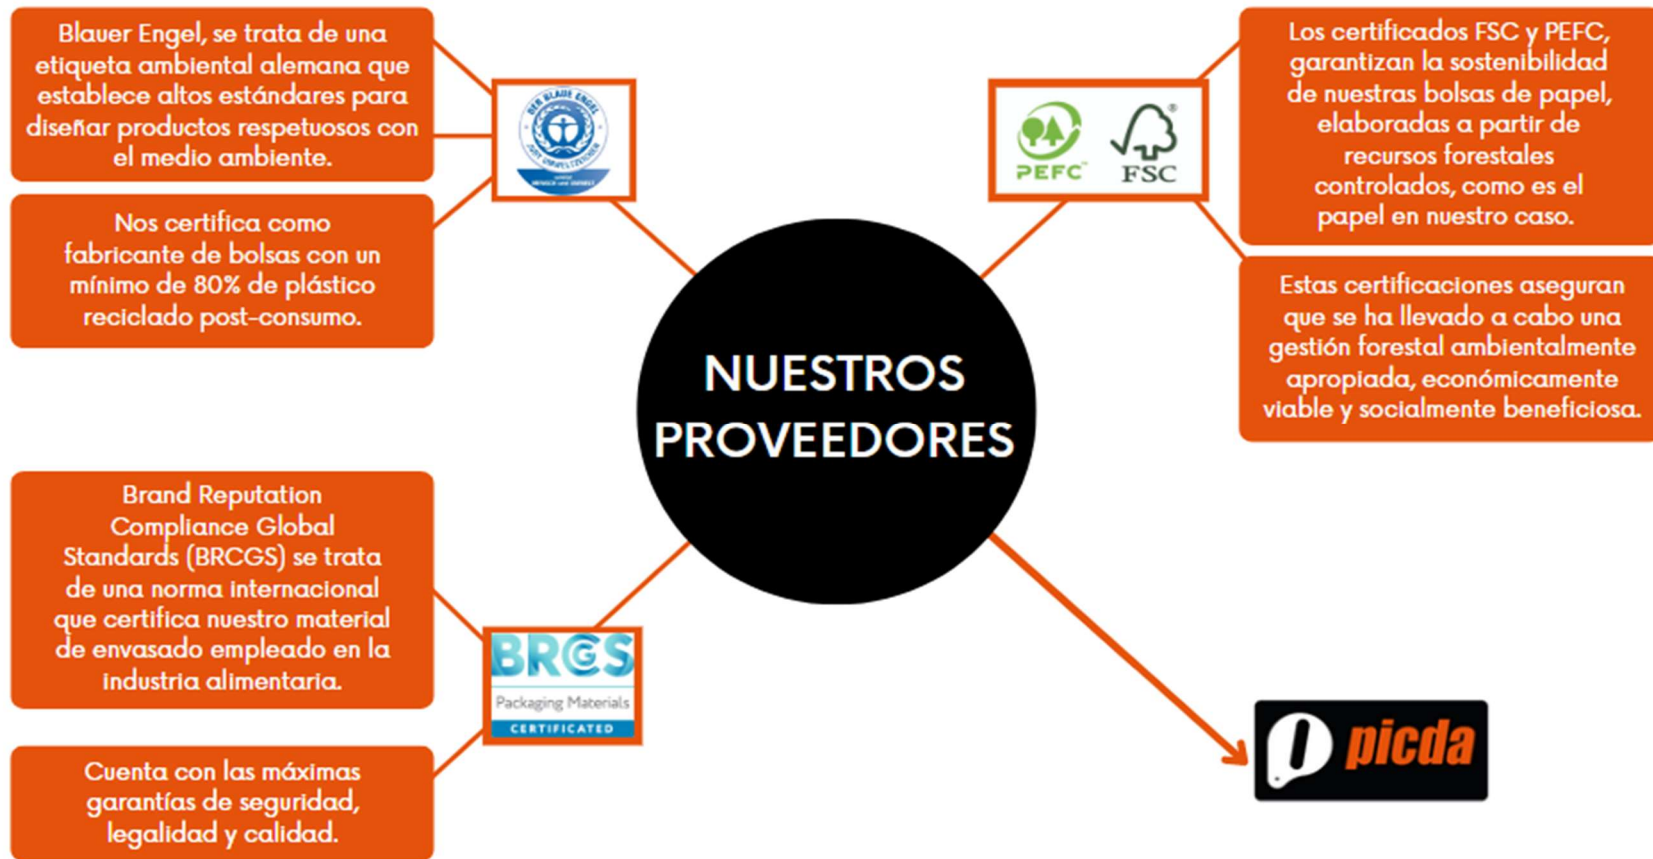 Blauer Engel, se trata de una
etiqueta ambiental alemana que
establece altos estándares para
diseñar productos respetuosos con
el medio ambiente.
Nos certifica como
fabricante de bolsas con un
mínimo de 80% de plástico
reciclado post-consumo.
DER BLAUE ENGEL
Los certificados FSC y PEFC,
garantizan la sostenibilidad
de nuestras bolsas de papel,
elaboradas a partir de
recursos forestales
controlados, como es el
papel en nuestro caso.
Estas certificaciones aseguran
que se ha llevado a cabo una
gestión forestal ambientalmente
apropiada, económicamente
viable y socialmente beneficiosa.
PEFC™
® FSC
NUESTROS
PROVEEDORES
Brand Reputation
Compliance Global
Standards (BRCGS) se trata
de una norma internacional
que certifica nuestro material
de envasado empleado en la
industria alimentaria.
Cuenta con las máximas
garantías de seguridad,
legalidad y calidad.
BRCGS
Packaging Materials
CERTIFICATED
picda